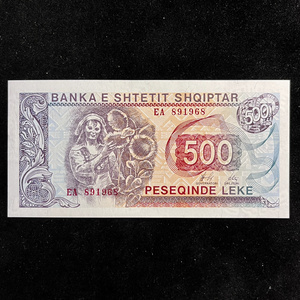 BANKA E SHTETIT SHQIPTAR
EA 891968
500
500
EA 891968
PESEQINDE LEKE